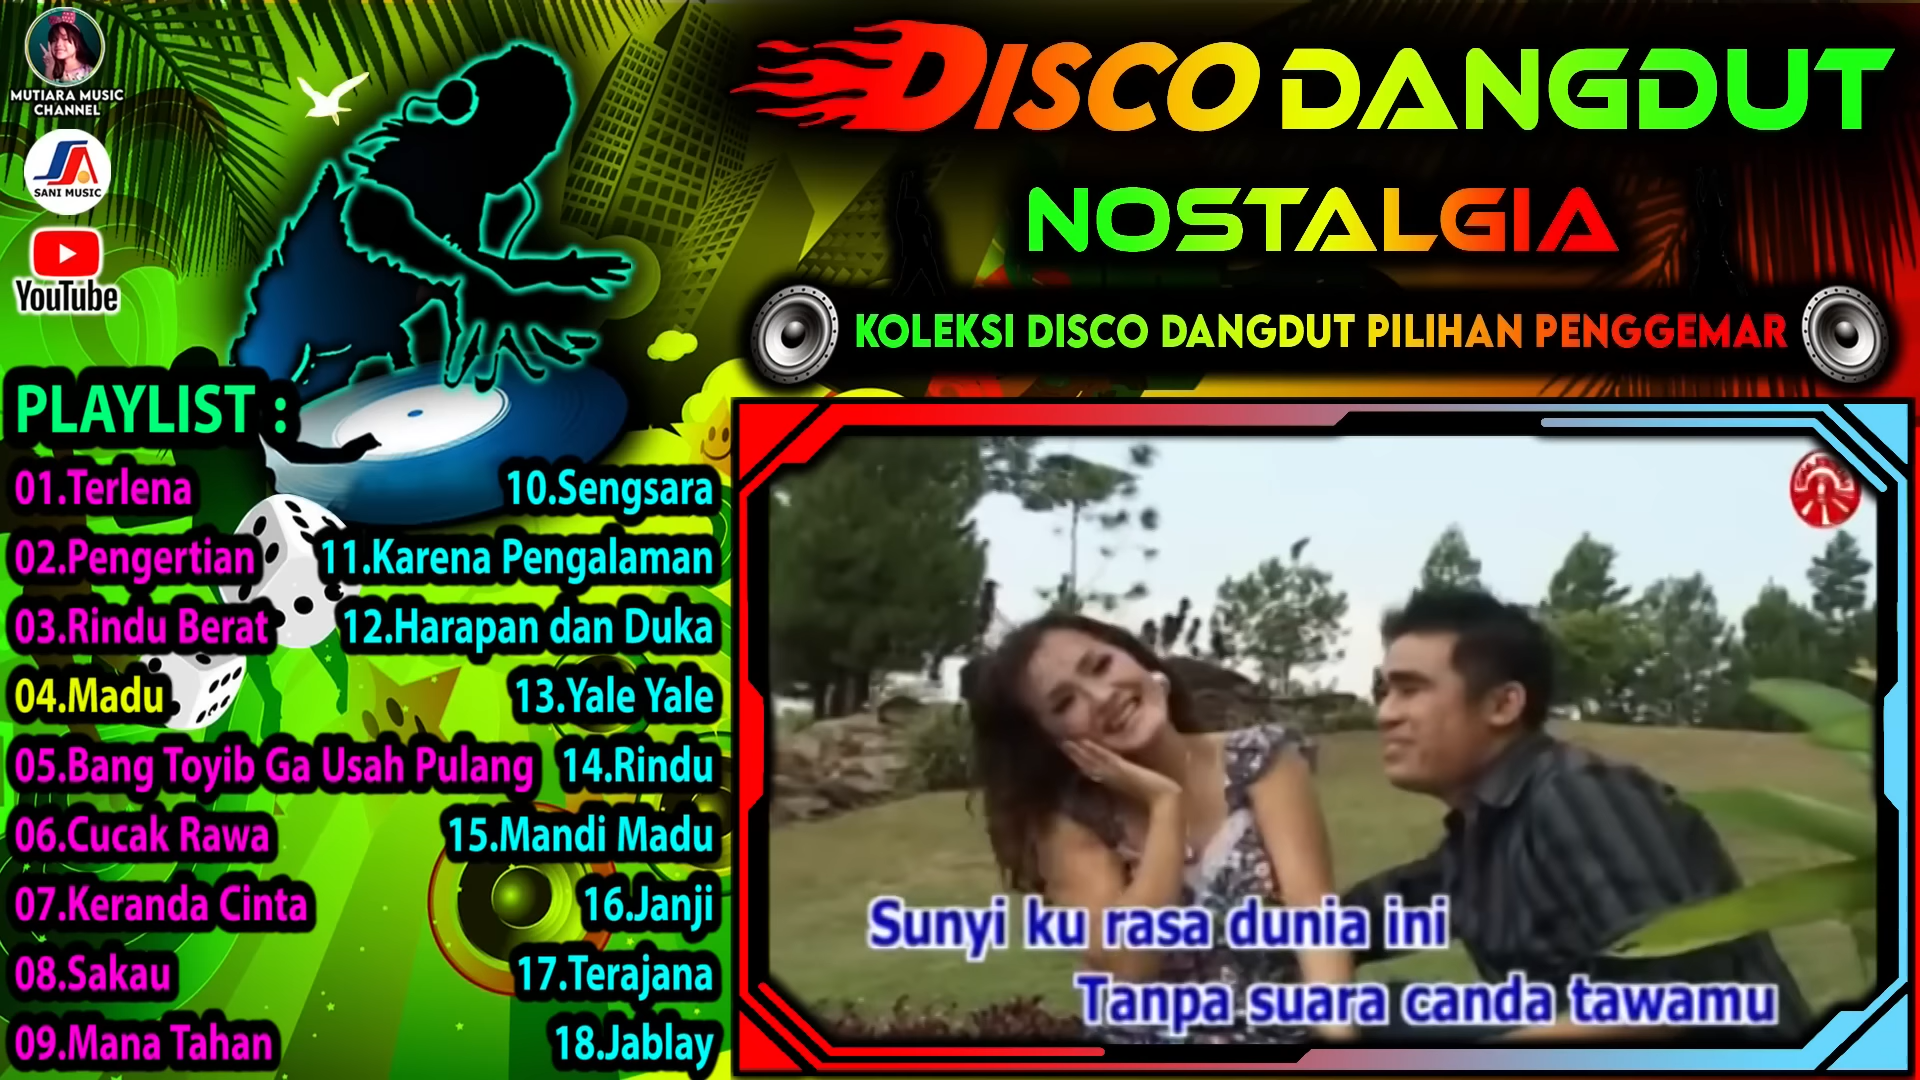 MUTIARA MUSIC
CHANNEL
SANI MUSIC
YouTube
DISCO DANGDUT
NOSTALGIA
KOLEKSI DISCO DANGDUT PILIHAN PENGGEMAR
PLAYLIST :
01.Terlena
02.Pengertian
03.Rindu Berat
04.Madu
05.Bang Toyib Ga Usah Pulang
06.Cucak Rawa
07.Keranda Cinta
08.Sakau
09.Mana Tahan
10.Sengsara
11.Karena Pengalaman
12.Harapan dan Duka
13.Yale Yale
14.Rindu
15.Mandi Madu
16.Janji
17.Terajana
18.Jablay
Sunyi ku rasa dunia ini
Tanpa suara canda tawamu